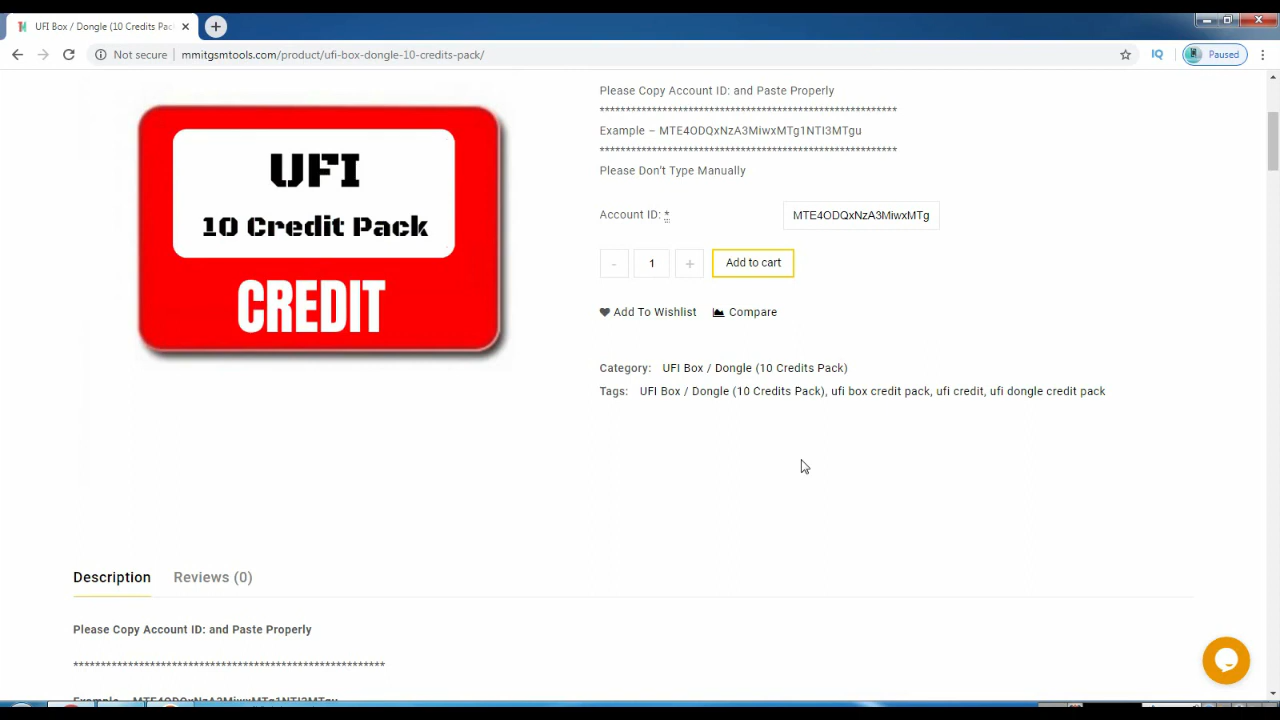 UFI Box / Dongle (10 Credits Pac
Not secure
mmitgsmtools.com/product/ufi-box-dongle-10-credits-pack/
IQ
Paused
UFI
10 Credit Pack
CREDIT
Please Copy Account ID: and Paste Properly
*********************************************************
Example – MTE4ODQxNzA3MiwxMTg1NTI3MTgu
*********************************************************
Please Don't Type Manually
Account ID: *
MTE4ODQxNzA3MiwxMTg
- 1 + Add to cart
Add To Wishlist Compare
Category: UFI Box / Dongle (10 Credits Pack)
Tags: UFI Box / Dongle (10 Credits Pack), ufi box credit pack, ufi credit, ufi dongle credit pack
Description Reviews (0)
Please Copy Account ID: and Paste Properly
***********************************************************
Example – MTE4ODQxNzA3MiwxMTg1NTI3MTgu